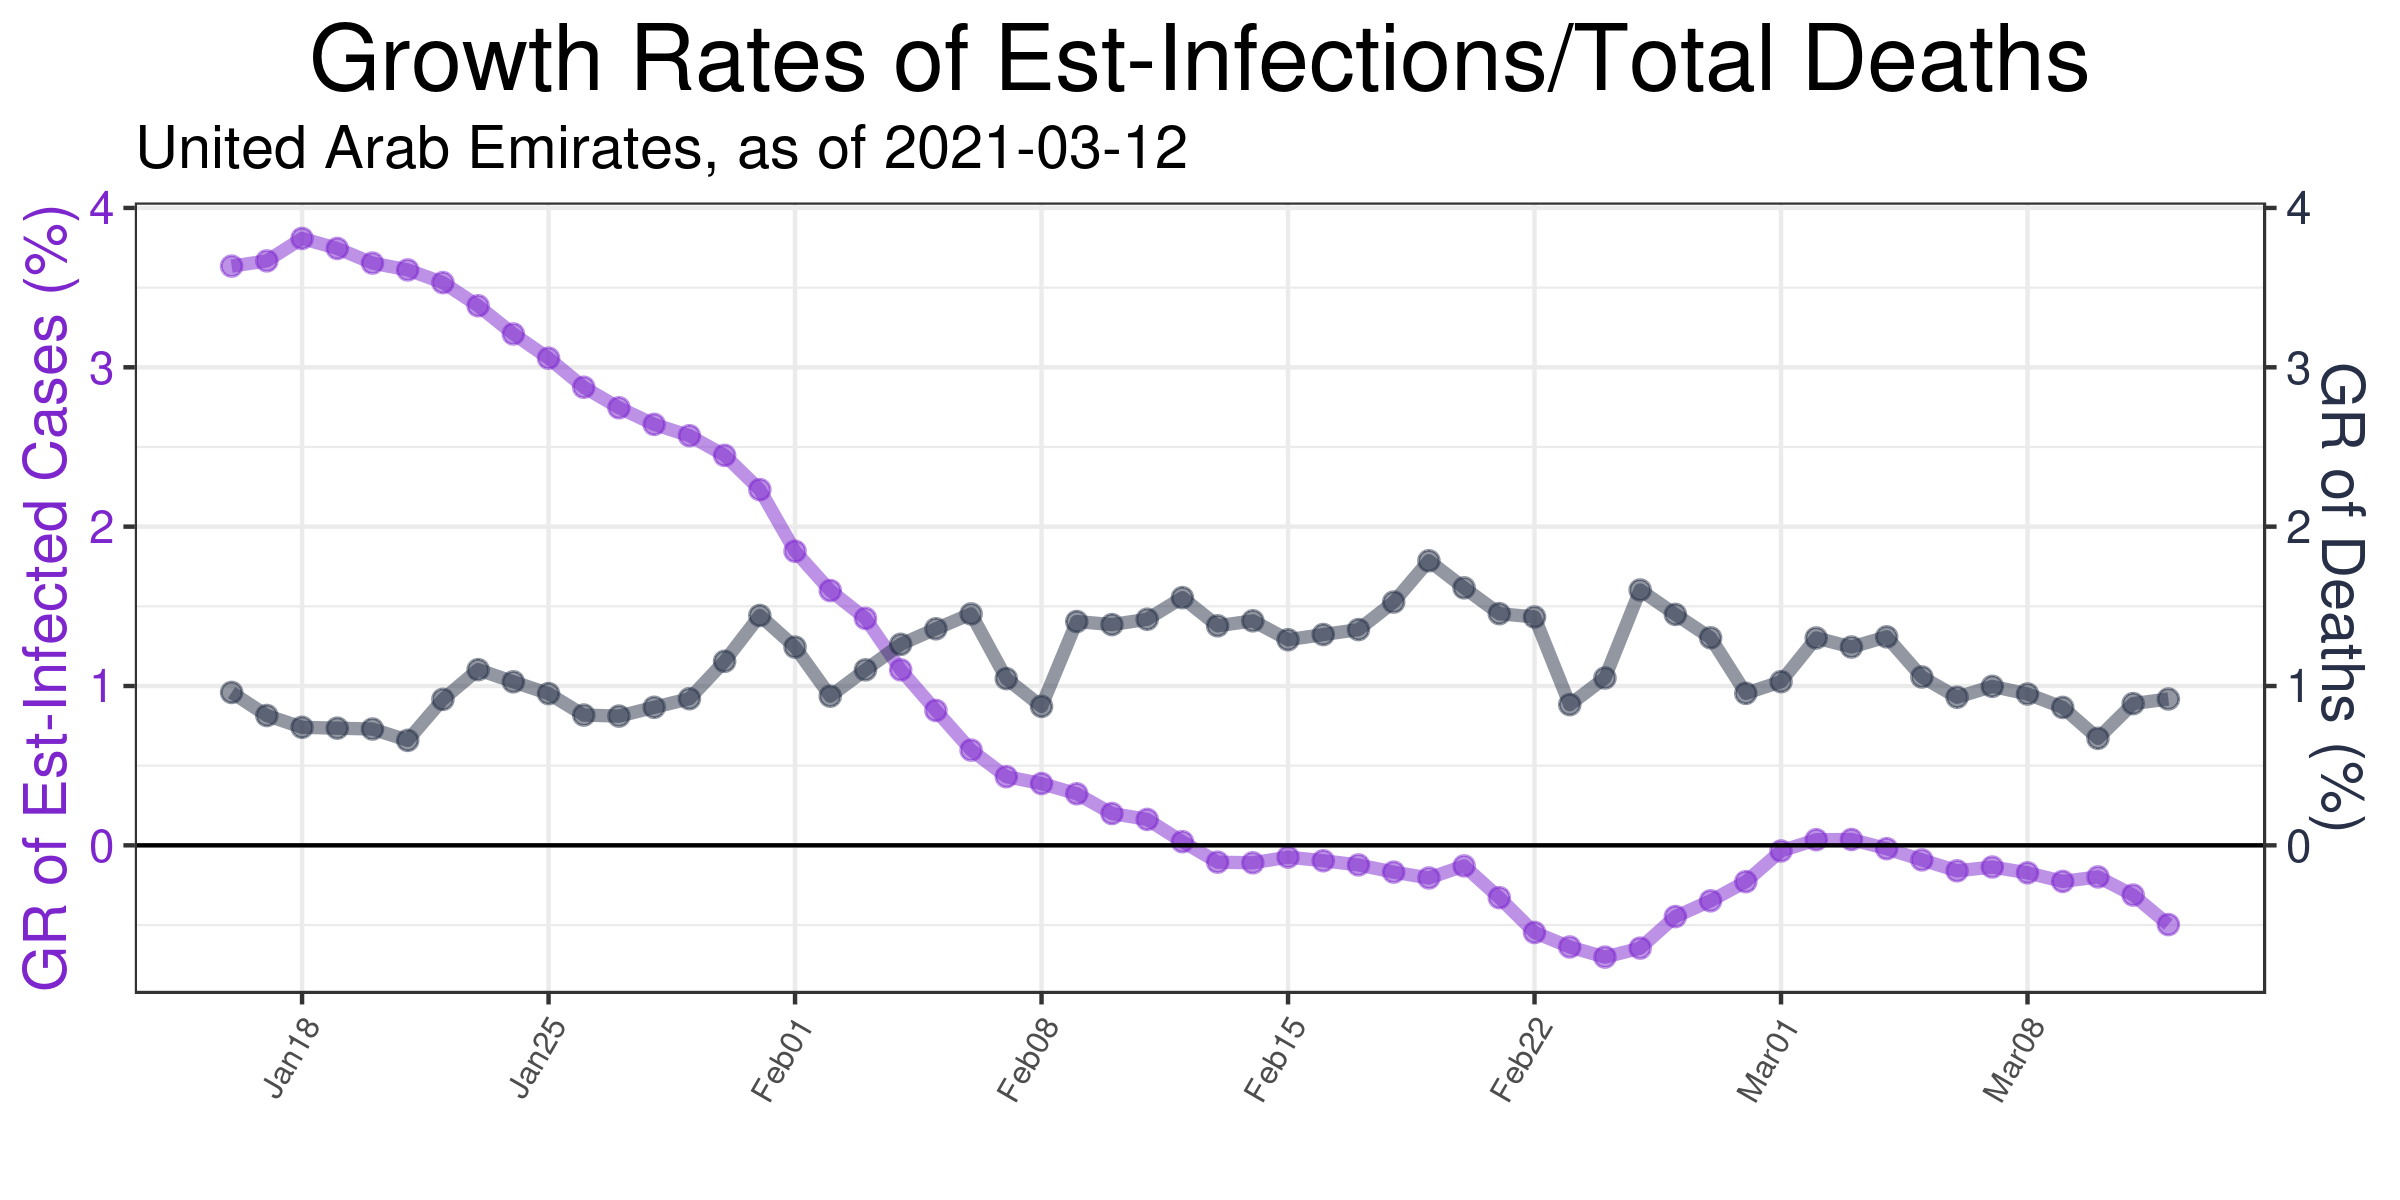 Growth Rates of Est-Infections/Total Deaths
United Arab Emirates, as of 2021-03-12
GR of Est-Infected Cases (%)
4
3
2
1
0
4
3
2
1
0
GR of Deaths (%)
Jan18
Jan25
Feb01
Feb08
Feb15
Feb22
Mar01
Mar08